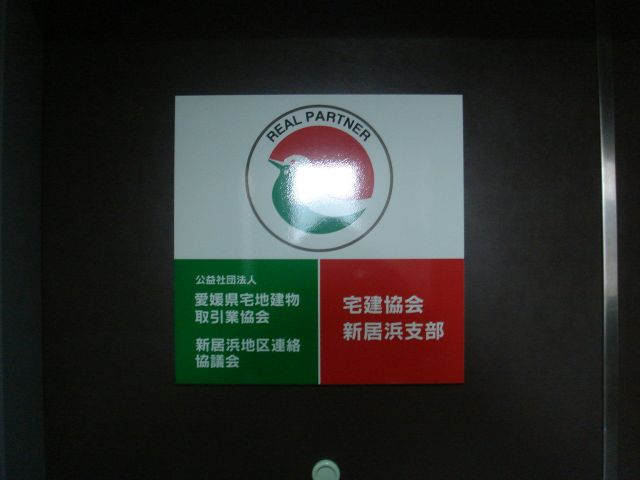 REAL PARTNER
公益社団法人
愛媛県宅地建物
取引業協会
新居浜地区連絡
協議会
宅建協会
新居浜支部